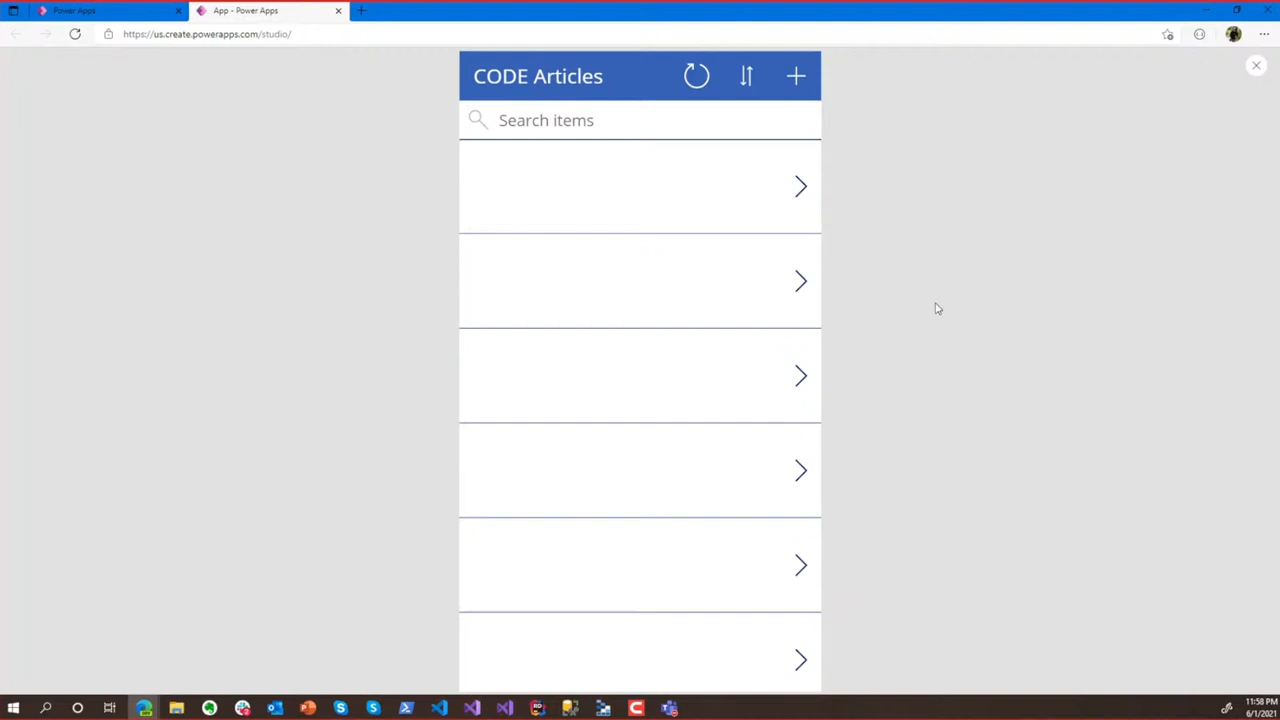 Power Apps
App - Power Apps
https://us.create.powerapps.com/studio/
CODE Articles
Search items
11:58 PM
6/1/2021